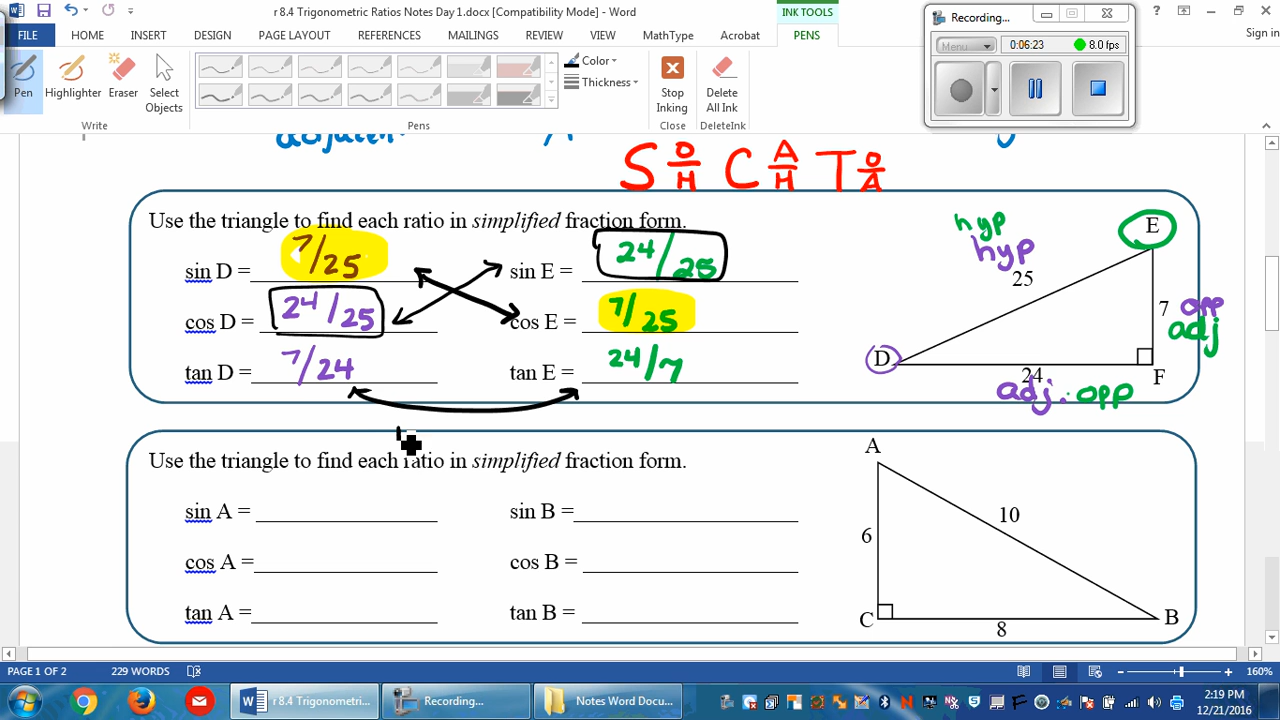 r 8.4 Trigonometric Ratios Notes Day 1.docx [Compatibility Mode] - Word
INK TOOLS
FILE HOME INSERT DESIGN PAGE LAYOUT REFERENCES MAILINGS REVIEW VIEW MathType Acrobat PENS
Sign in
Recording...
Menu 00:06:23 8.0 fps
Pen Highlighter Eraser Select Objects
Color
Thickness
Stop Inking
Delete All Ink
Write Pens Close DeleteInk
S O/H C A/H T O/A
Use the triangle to find each ratio in simplified fraction form.
sin D = 7/25 sin E = 24/25
cos D = 24/25 cos E = 7/25
tan D = 7/24 tan E = 24/7
hyp
hyp
25
E
7 opp
adj
D
24
F
adj. opp
Use the triangle to find each ratio in simplified fraction form.
sin A = sin B =
cos A = cos B =
tan A = tan B =
A
10
6
C
8
B
PAGE 1 OF 2 229 WORDS 160%
r 8.4 Trigonometric... Recording... Notes Word Docu...
2:19 PM
12/21/2016